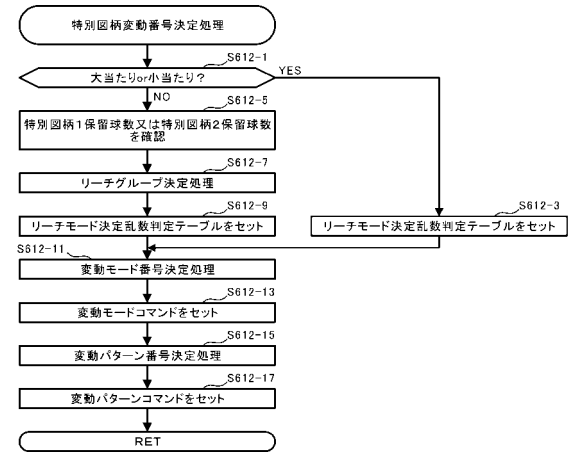 特別図柄変動番号決定処理
S612-1
大当たりor小当たり？
YES
NO
S612-5
特別図柄１保留球数又は特別図柄２保留球数
を確認
S612-7
リーチグループ決定処理
S612-9
リーチモード決定乱数判定テーブルをセット
S612-3
リーチモード決定乱数判定テーブルをセット
S612-11
変動モード番号決定処理
S612-13
変動モードコマンドをセット
S612-15
変動パターン番号決定処理
S612-17
変動パターンコマンドをセット
RET